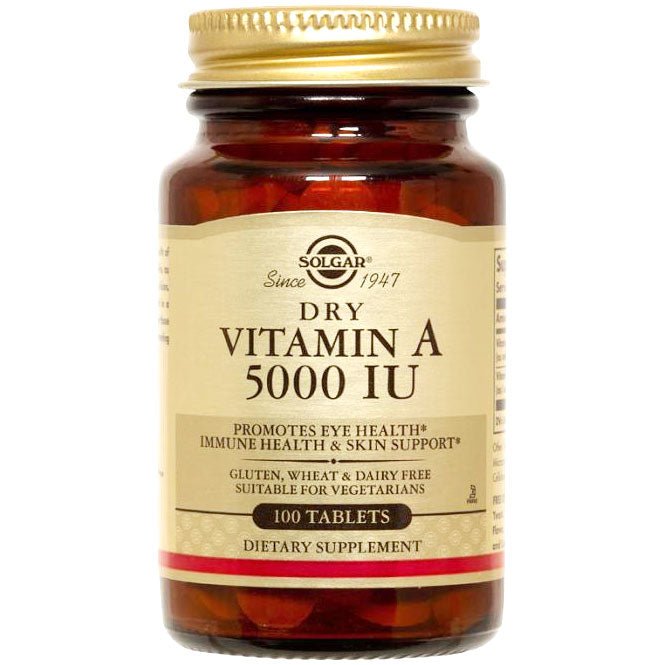 SOLGAR®
Since 1947
DRY
VITAMIN A
5000 IU
PROMOTES EYE HEALTH*
IMMUNE HEALTH & SKIN SUPPORT*
GLUTEN, WHEAT & DAIRY FREE
SUITABLE FOR VEGETARIANS
100 TABLETS
DIETARY SUPPLEMENT